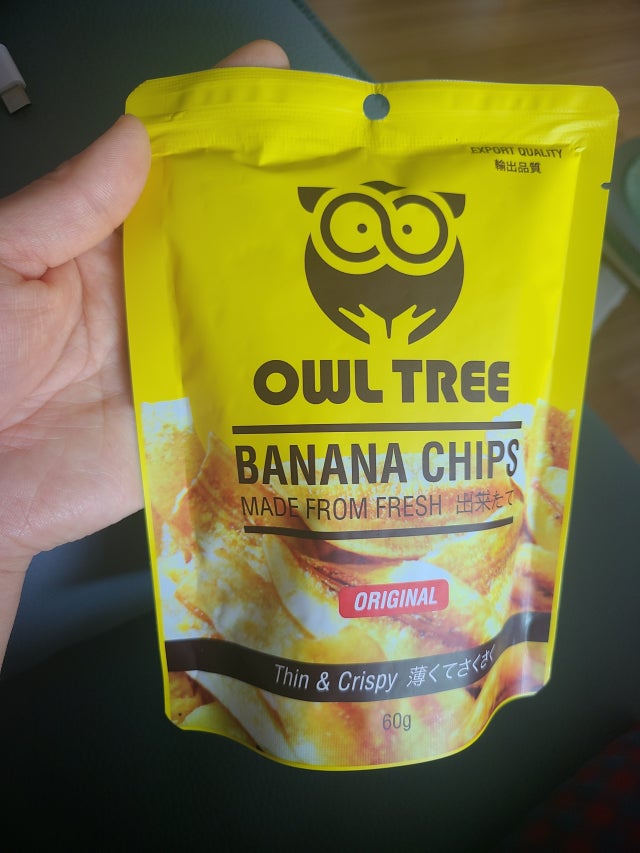 EXPORT QUALITY
輸出品質
OWL TREE
BANANA CHIPS
MADE FROM FRESH 出来たて
ORIGINAL
Thin & Crispy 薄くてさくさく
60g